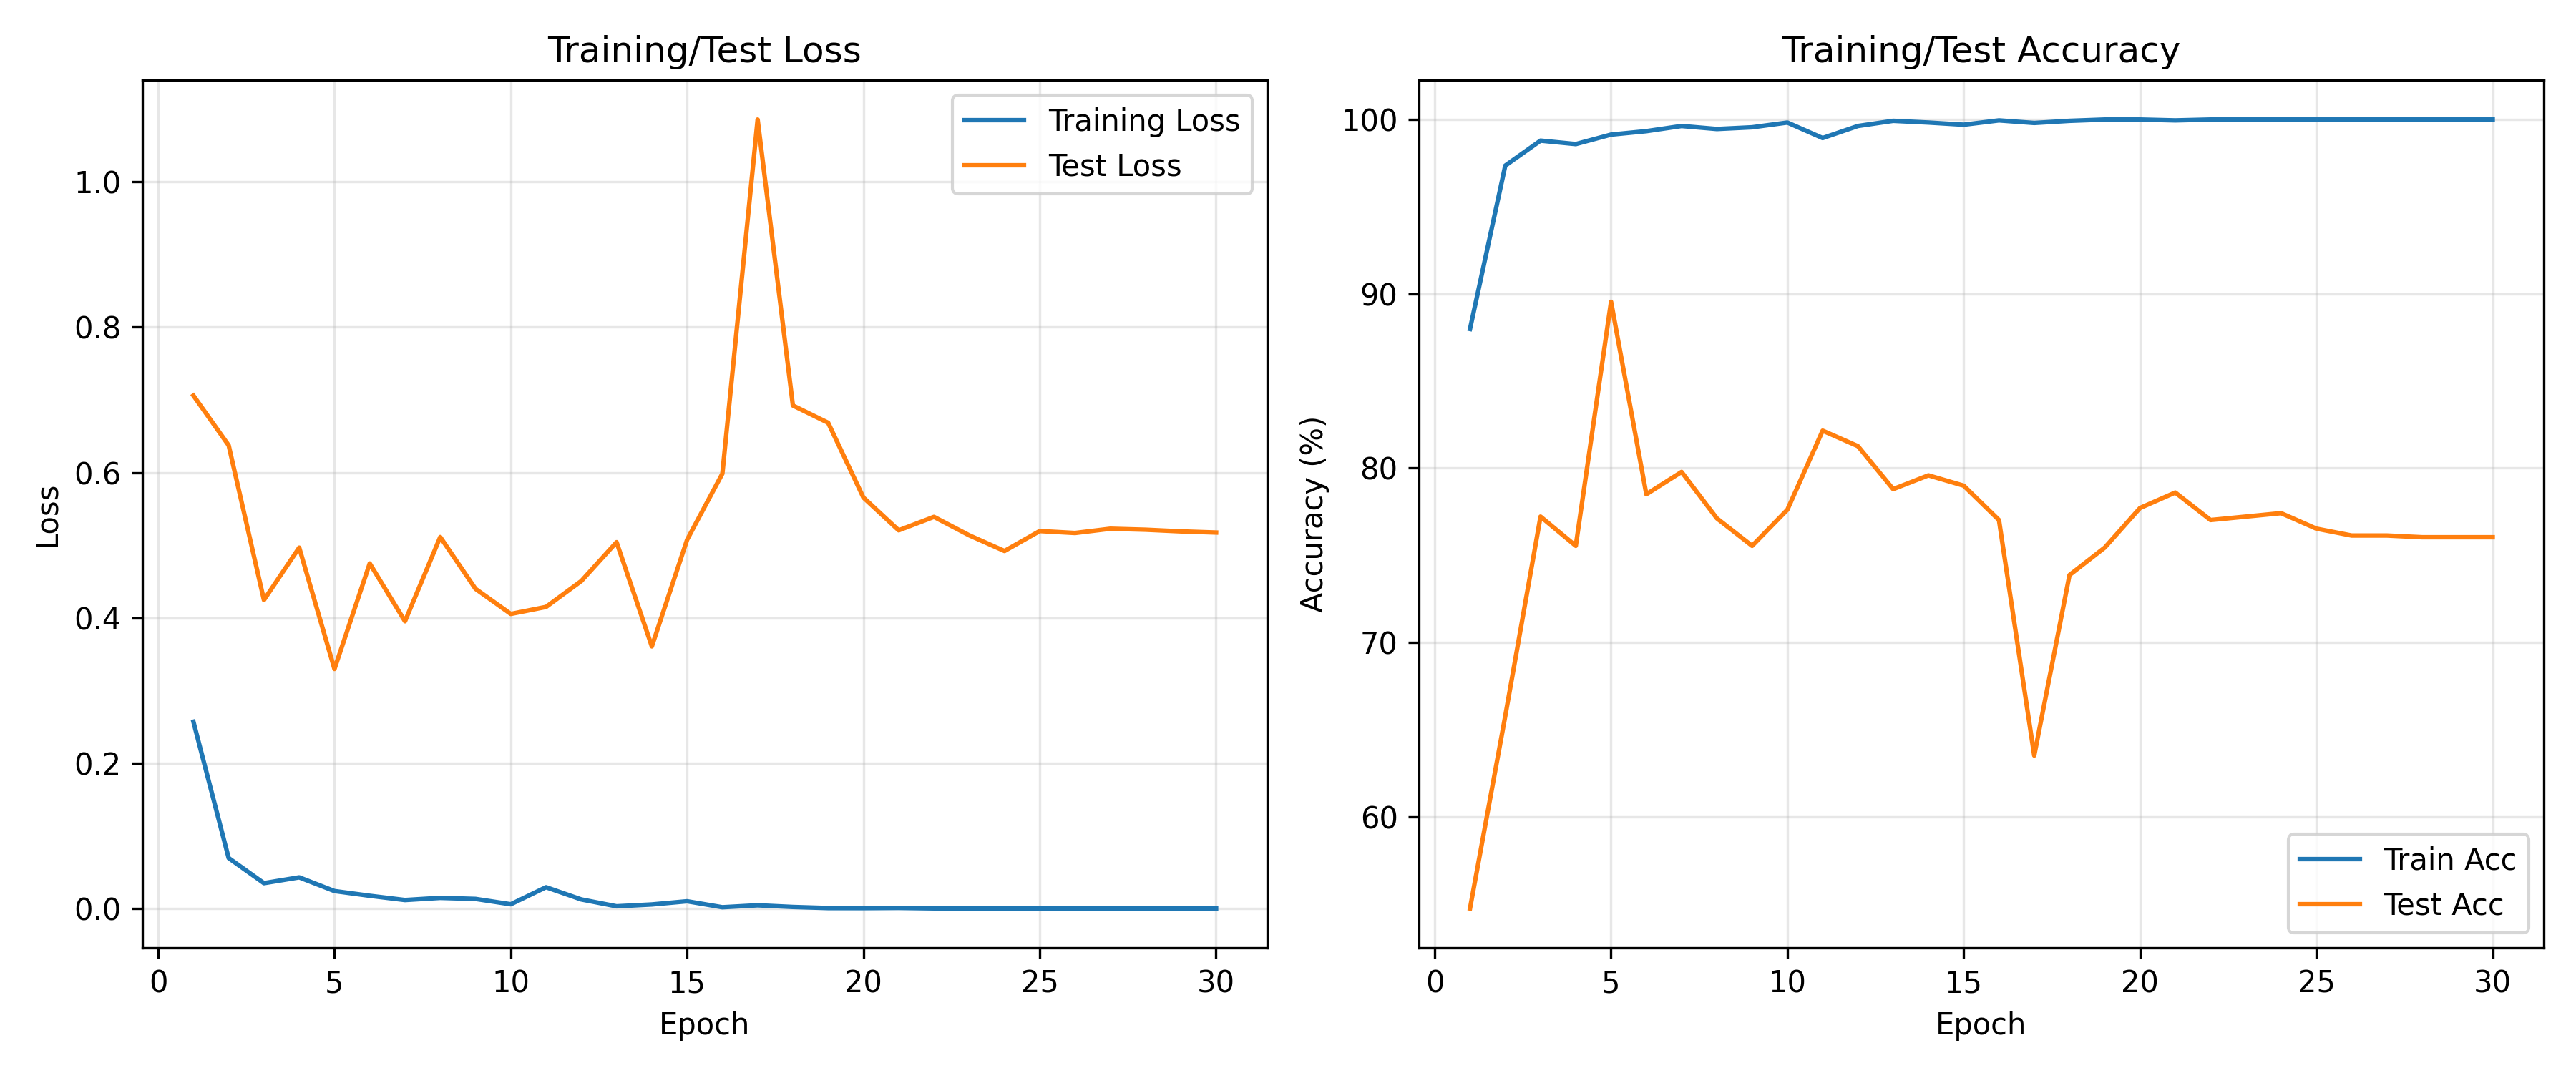 Training/Test Loss
Training Loss
Test Loss
1.0
0.8
0.6
0.4
0.2
0.0
Loss
0 5 10 15 20 25 30
Epoch
Training/Test Accuracy
100
90
80
70
60
Accuracy (%)
Train Acc
Test Acc
0 5 10 15 20 25 30
Epoch